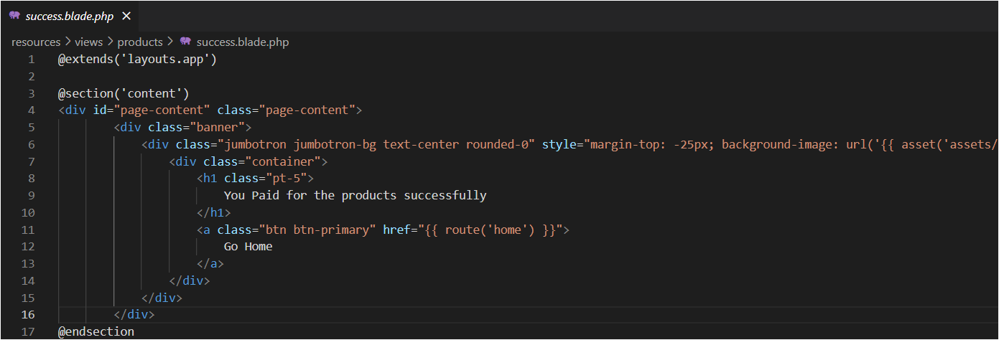 success.blade.php ×
resources > views > products > success.blade.php
1 @extends('layouts.app')
2
3 @section('content')
4 <div id="page-content" class="page-content">
5 <div class="banner">
6 <div class="jumbotron jumbotron-bg text-center rounded-0" style="margin-top: -25px; background-image: url('{{ asset('assets/
7 <div class="container">
8 <h1 class="pt-5">
9 You Paid for the products successfully
10 </h1>
11 <a class="btn btn-primary" href="{{ route('home') }}">
12 Go Home
13 </a>
14 </div>
15 </div>
16 </div>
17 @endsection